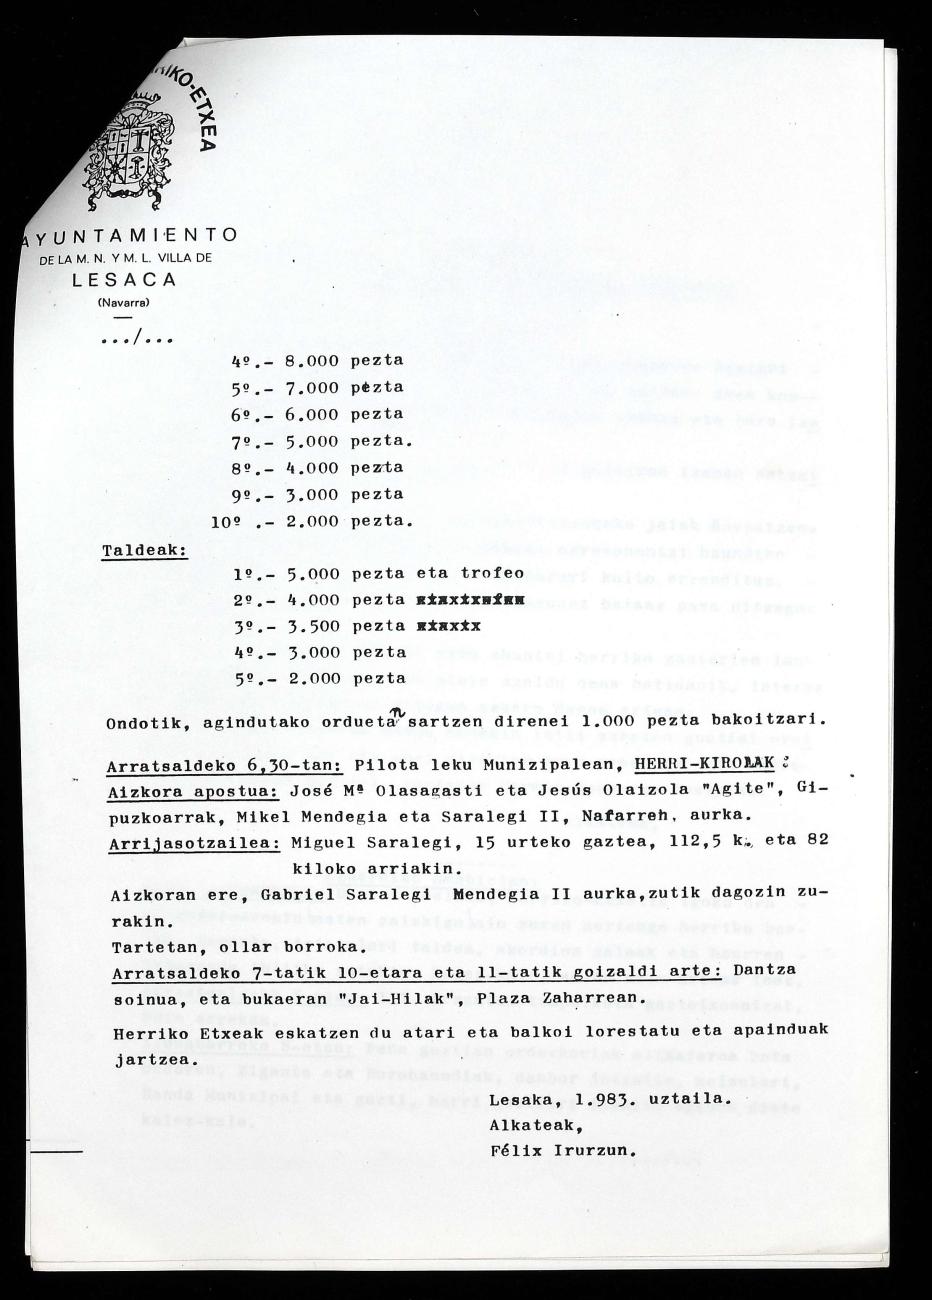 RIKO-ETXEA
AYUNTAMIENTO
DE LA M. N. Y M. L. VILLA DE
LESACA
(Navarra)
.../...
4º.- 8.000 pezta
5º.- 7.000 pezta
6º.- 6.000 pezta
7º.- 5.000 pezta.
8º.- 4.000 pezta
9º.- 3.000 pezta
10º .- 2.000 pezta.
Taldeak:
1º.- 5.000 pezta eta trofeo
2º.- 4.000 pezta
3º.- 3.500 pezta
4º.- 3.000 pezta
5º.- 2.000 pezta
Ondotik, agindutako orduetan sartzen direnei 1.000 pezta bakoitzari.
Arratsaldeko 6,30-tan: Pilota leku Munizipalean, HERRI-KIROLAK :
Aizkora apostua: José Mª Olasagasti eta Jesús Olaizola "Agite", Gi-
puzkoarrak, Mikel Mendegia eta Saralegi II, Nafarreh, aurka.
Arrijasotzailea: Miguel Saralegi, 15 urteko gaztea, 112,5 k., eta 82
kiloko arriakin.
Aizkoran ere, Gabriel Saralegi Mendegia II aurka,zutik dagozin zu-
rakin.
Tartetan, ollar borroka.
Arratsaldeko 7-tatik 10-etara eta 11-tatik goizaldi arte: Dantza
soinua, eta bukaeran "Jai-Hilak", Plaza Zaharrean.
Herriko Etxeak eskatzen du atari eta balkoi lorestatu eta apainduak
jartzea.
Lesaka, 1.983. uztaila.
Alkateak,
Félix Irurzun.